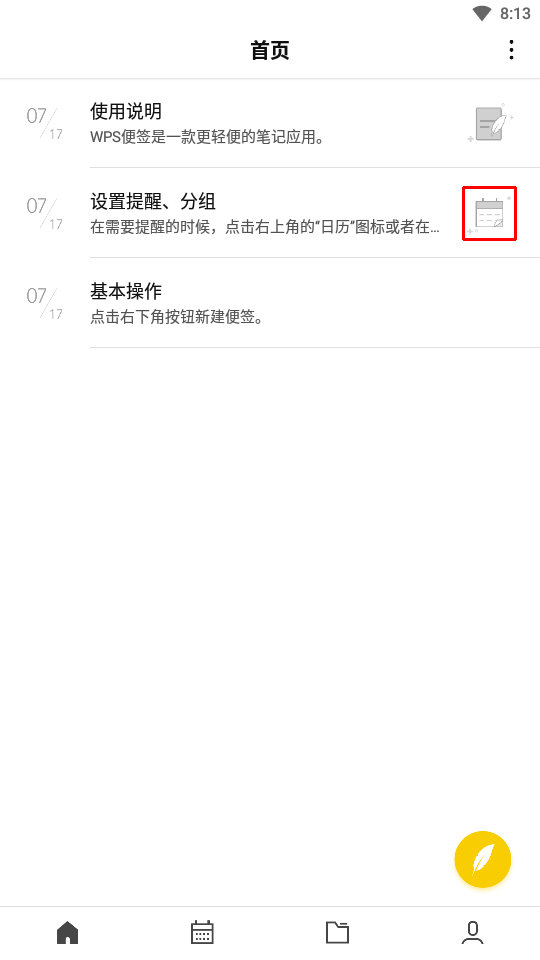 8:13
首页
07/17
使用说明
WPS便签是一款更轻便的笔记应用。
07/17
设置提醒、分组
在需要提醒的时候，点击右上角的“日历”图标或者在...
07/17
基本操作
点击右下角按钮新建便签。